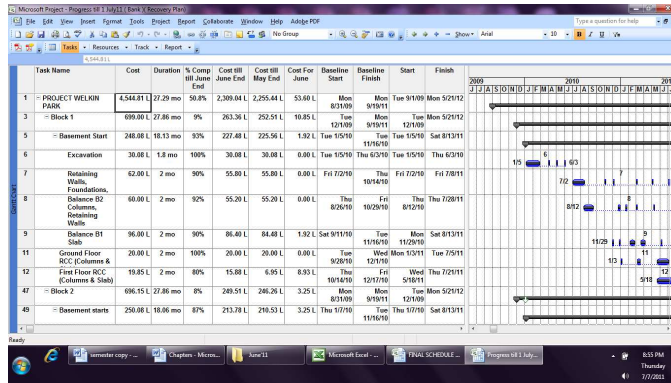 Microsoft Project - Progress till 1 July11 ( Bank )( Recovery Plan)
File Edit View Insert Format Tools Project Report Collaborate Window Help Adobe PDF
Type a question for help
No Group
Show
Arial
10
B I U
Tasks Resources Track Report
4,544.81 L
Task Name Cost Duration % Comp till June End Cost till June End Cost till May End Cost For June Baseline Start Baseline Finish Start Finish
2009 2010 201
J J A S O N D J F M A M J J A S O N D J F M
1 PROJECT WELKIN PARK 4,544.81 L 27.29 mo 50.8% 2,309.04 L 2,255.44 L 53.60 L Mon 8/31/09 Mon 9/19/11 Tue 9/1/09 Mon 5/21/12
3 Block 1 699.00 L 27.86 mo 9% 263.36 L 252.51 L 10.85 L Tue 12/1/09 Mon 9/19/11 Tue 12/1/09 Mon 5/21/12
5 Basement Start 248.08 L 18.13 mo 93% 227.48 L 225.56 L 1.92 L Tue 1/5/10 Tue 11/16/10 Tue 1/5/10 Sat 8/13/11
6 Excavation 30.08 L 1.8 mo 100% 30.08 L 30.08 L 0.00 L Tue 1/5/10 Thu 6/3/10 Tue 1/5/10 Thu 6/3/10
1/5 6 6/3
7 Retaining Walls, Foundations, 62.00 L 2 mo 90% 55.80 L 55.80 L 0.00 L Fri 7/2/10 Thu 10/14/10 Fri 7/2/10 Fri 7/8/11
7/2 7
8 Balance B2 Columns, Retaining Walls 60.00 L 2 mo 92% 55.20 L 55.20 L 0.00 L Thu 8/26/10 Fri 10/29/10 Thu 8/12/10 Thu 7/28/11
8/12 8
9 Balance B1 Slab 96.00 L 2 mo 90% 86.40 L 84.48 L 1.92 L Sat 9/11/10 Tue 11/16/10 Mon 11/29/10 Sat 8/13/11
11/29 9
11 Ground Floor RCC (Columns & 20.00 L 2 mo 100% 20.00 L 20.00 L 0.00 L Tue 9/28/10 Wed 12/1/10 Mon 1/3/11 Tue 7/5/11
1/3 11
12 First Floor RCC (Columns & Slab) 19.85 L 2 mo 80% 15.88 L 6.95 L 8.93 L Thu 10/14/10 Fri 12/17/10 Wed 5/18/11 Thu 7/21/11
5/18 12
47 Block 2 696.15 L 27.86 mo 8% 249.51 L 246.26 L 3.25 L Mon 8/31/09 Mon 9/19/11 Tue 12/1/09 Mon 5/21/12
49 Basement starts 250.08 L 18.06 mo 87% 213.78 L 210.53 L 3.25 L Thu 1/7/10 Tue 11/16/10 Thu 1/7/10 Sat 8/13/11
Gantt Chart
Ready
semester copy - ... Chapters - Micros... June'11 Microsoft Excel - ... FINAL SCHEDULE ... Progress till 1 July...
8:55 PM
Thursday
7/7/2011